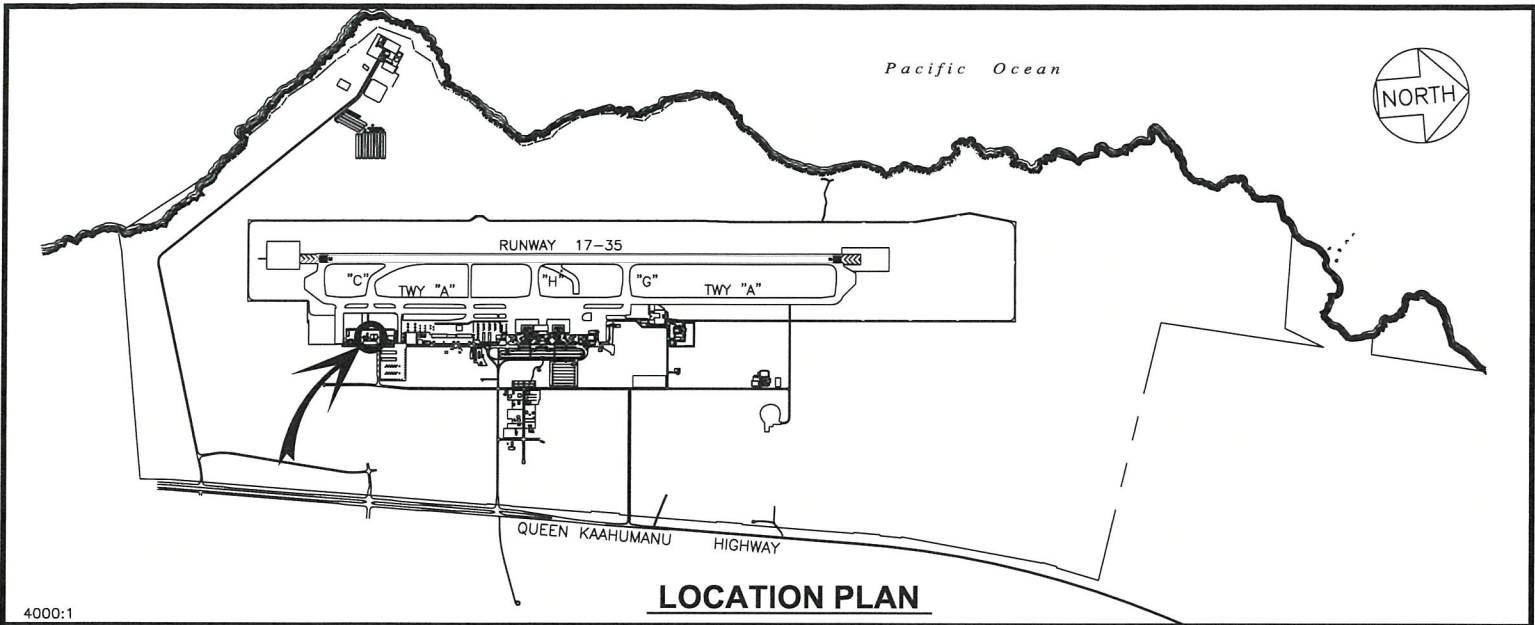 Pacific Ocean
NORTH
RUNWAY 17-35
"C"
TWY "A"
"H"
"G"
TWY "A"
QUEEN KAAHUMANU HIGHWAY
LOCATION PLAN
4000:1